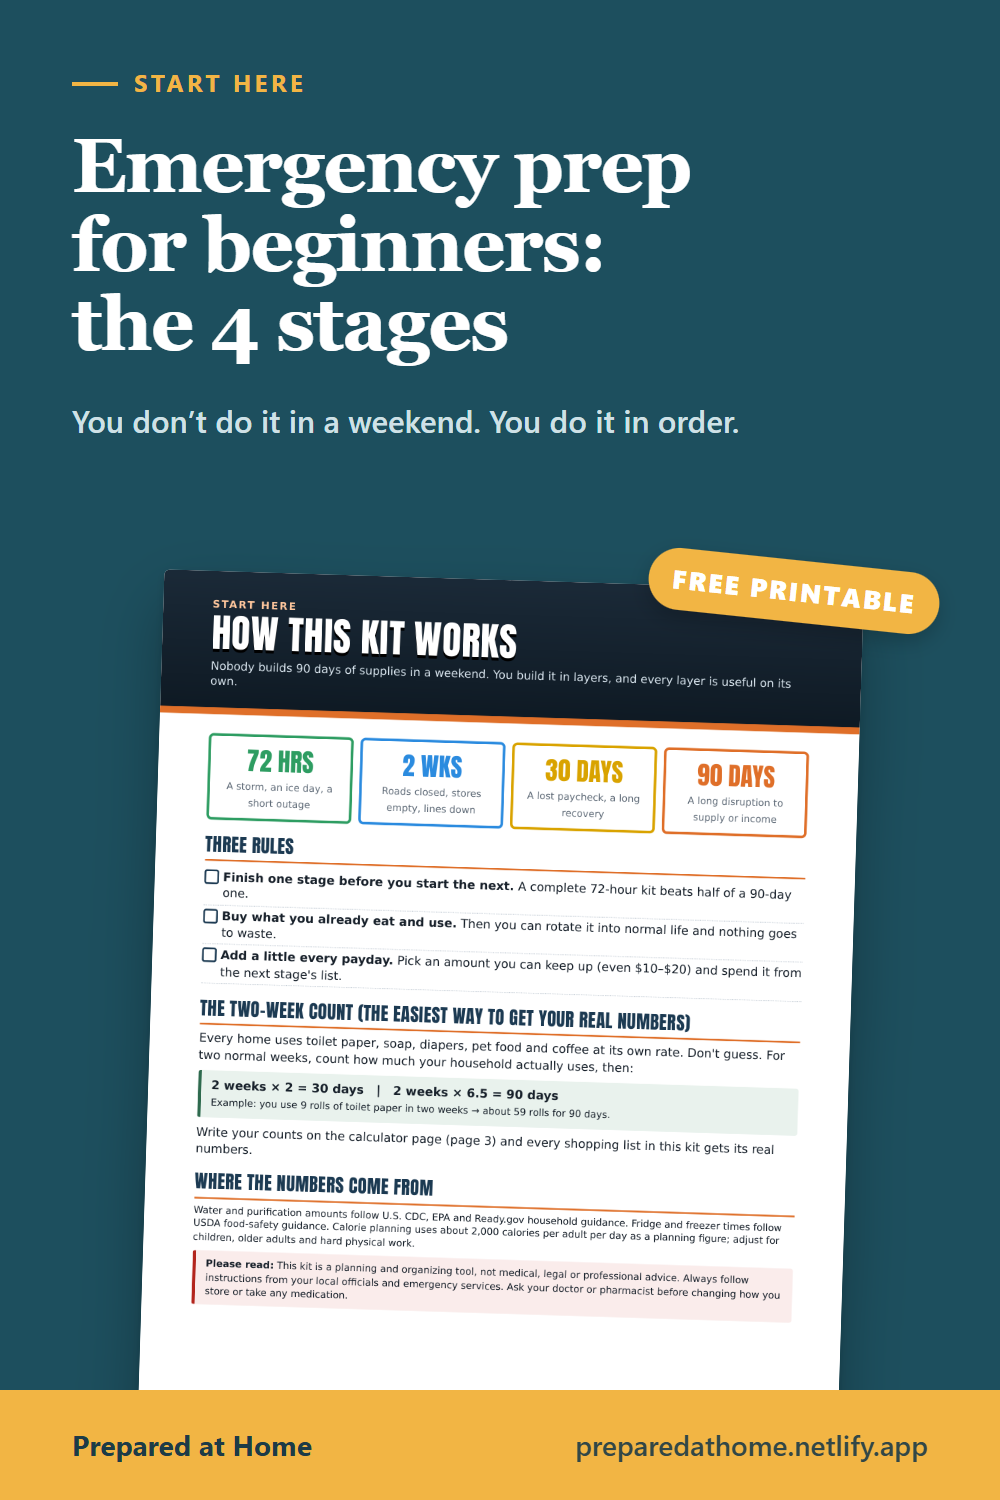 START HERE
Emergency prep
for beginners:
the 4 stages
You don’t do it in a weekend. You do it in order.
FREE PRINTABLE
START HERE
HOW THIS KIT WORKS
Nobody builds 90 days of supplies in a weekend. You build it in layers, and every layer is useful on its
own.
72 HRS
A storm, an ice day, a
short outage
2 WKS
Roads closed, stores
empty, lines down
30 DAYS
A lost paycheck, a long
recovery
90 DAYS
A long disruption to
supply or income
THREE RULES
Finish one stage before you start the next. A complete 72-hour kit beats half of a 90-day
one.
Buy what you already eat and use. Then you can rotate it into normal life and nothing goes
to waste.
Add a little every payday. Pick an amount you can keep up (even $10–$20) and spend it from
the next stage's list.
THE TWO-WEEK COUNT (THE EASIEST WAY TO GET YOUR REAL NUMBERS)
Every home uses toilet paper, soap, diapers, pet food and coffee at its own rate. Don't guess. For
two normal weeks, count how much your household actually uses, then:
2 weeks × 2 = 30 days | 2 weeks × 6.5 = 90 days
Example: you use 9 rolls of toilet paper in two weeks → about 59 rolls for 90 days.
Write your counts on the calculator page (page 3) and every shopping list in this kit gets its real
numbers.
WHERE THE NUMBERS COME FROM
Water and purification amounts follow U.S. CDC, EPA and Ready.gov household guidance. Fridge and freezer times follow
USDA food-safety guidance. Calorie planning uses about 2,000 calories per adult per day as a planning figure; adjust for
children, older adults and hard physical work.
Please read: This kit is a planning and organizing tool, not medical, legal or professional advice. Always follow
instructions from your local officials and emergency services. Ask your doctor or pharmacist before changing how you
store or take any medication.
Prepared at Home
preparedathome.netlify.app